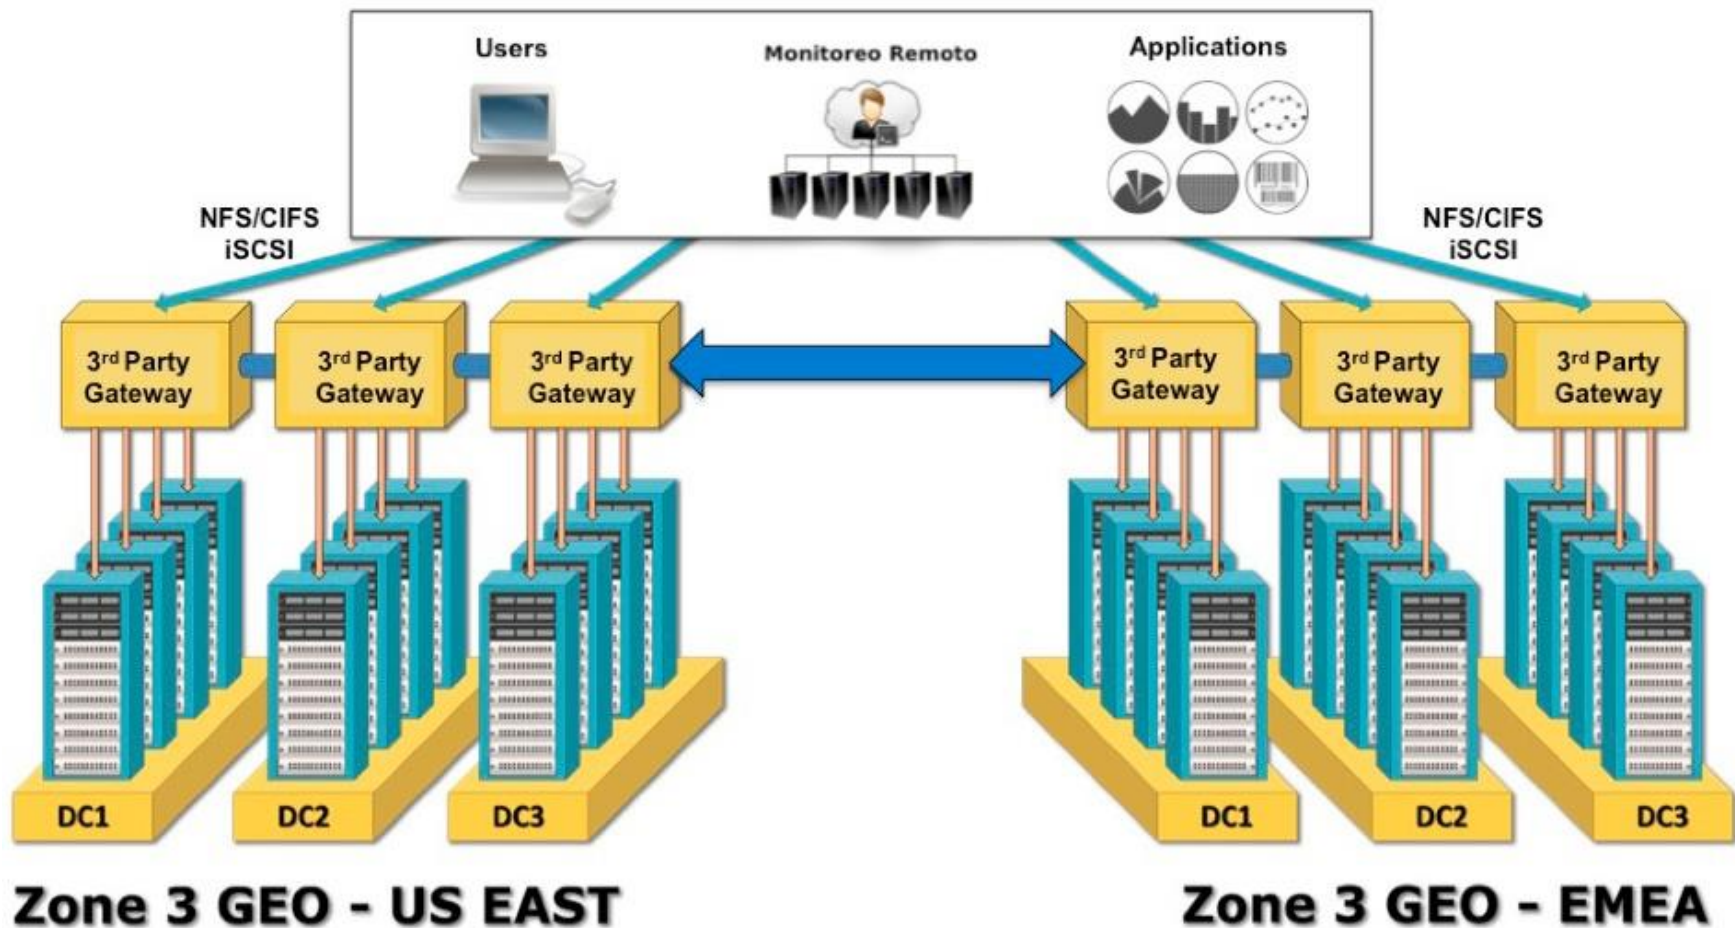 Users
Monitoreo Remoto
Applications
NFS/CIFS
iSCSI
NFS/CIFS
iSCSI
3rd Party
Gateway
3rd Party
Gateway
3rd Party
Gateway
3rd Party
Gateway
3rd Party
Gateway
3rd Party
Gateway
DC1
DC2
DC3
DC1
DC2
DC3
Zone 3 GEO - US EAST
Zone 3 GEO - EMEA